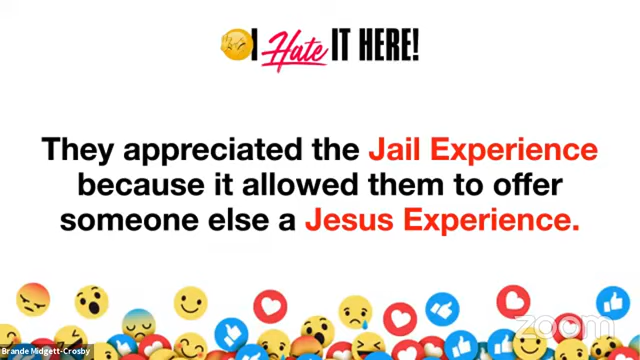 I Hate IT HERE!
They appreciated the Jail Experience
because it allowed them to offer
someone else a Jesus Experience.
zoom
Brande Midgett-Crosby